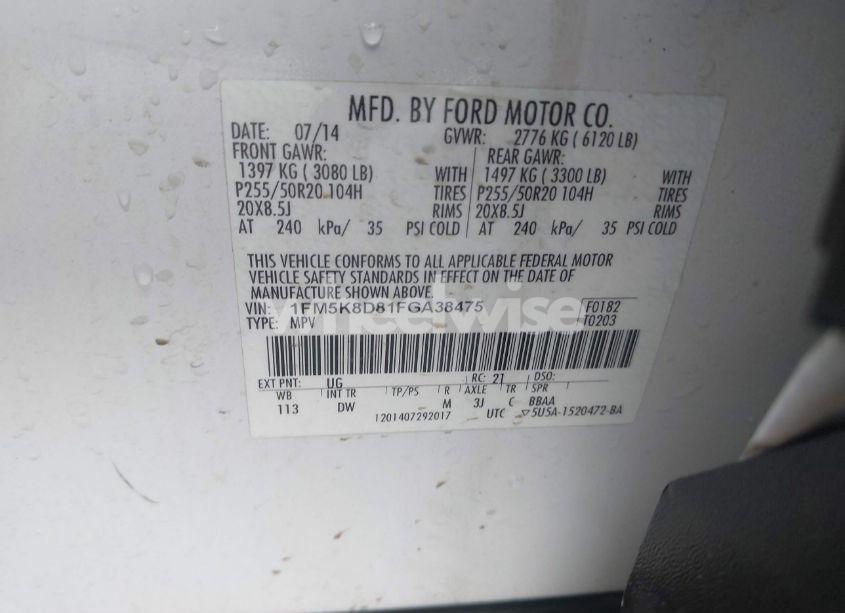 MFD. BY FORD MOTOR CO.
DATE: 07/14 GVWR: 2776 KG ( 6120 LB)
FRONT GAWR: REAR GAWR:
1397 KG ( 3080 LB) WITH 1497 KG ( 3300 LB) WITH
P255/50R20 104H TIRES P255/50R20 104H TIRES
20X8.5J RIMS 20X8.5J RIMS
AT 240 kPa/ 35 PSI COLD AT 240 kPa/ 35 PSI COLD
THIS VEHICLE CONFORMS TO ALL APPLICABLE FEDERAL MOTOR
VEHICLE SAFETY STANDARDS IN EFFECT ON THE DATE OF
MANUFACTURE SHOWN ABOVE.
VIN: 1FM5K8D81FGA38475 F0182
TYPE: MPV T0203
wheelwise
EXT PNT: UG RC: 21 DSO:
WB INT TR TP/PS R AXLE TR SPR
113 DW M 3J C BBAA
1201407292017 UTC ▽5U5A-1520472-BA